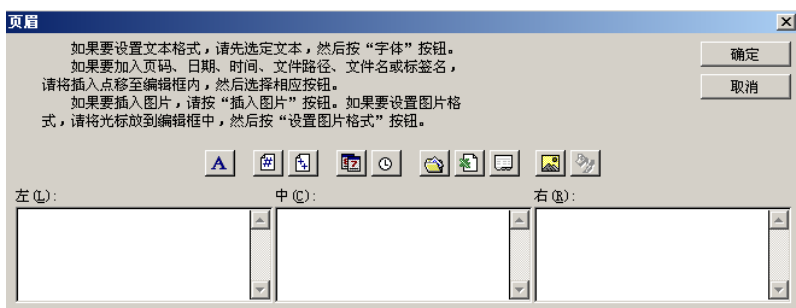 页眉
如果要设置文本格式，请先选定文本，然后按“字体”按钮。
如果要加入页码、日期、时间、文件路径、文件名或标签名，
请将插入点移至编辑框内，然后选择相应按钮。
如果要插入图片，请按“插入图片”按钮。如果要设置图片格
式，请将光标放到编辑框中，然后按“设置图片格式”按钮。
确定
取消
A
左(L):
中(C):
右(R):